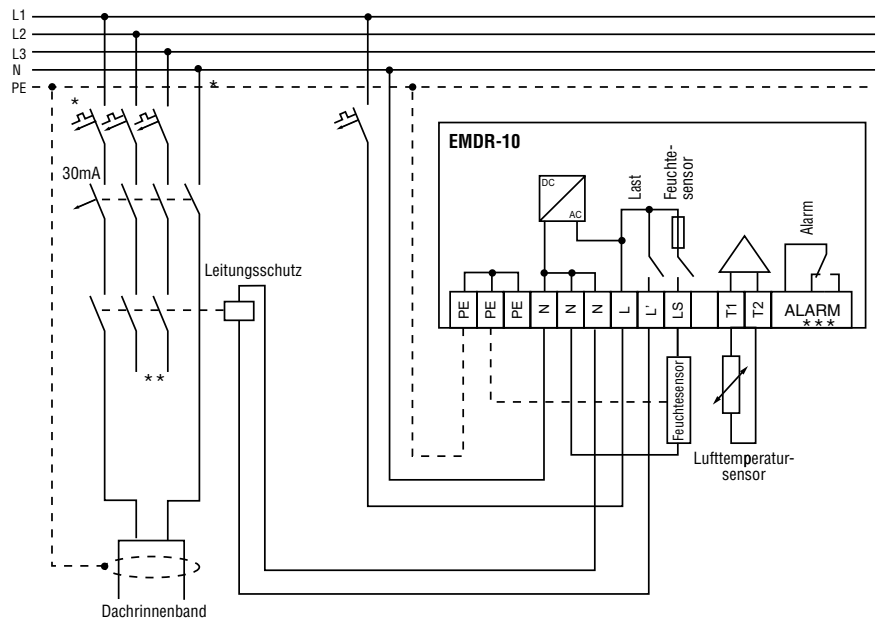 L1
L2
L3
N
PE
*
*
30mA
Leitungsschutz
* *
Dachrinnenband
EMDR-10
DC
AC
Last
Feuchte-
sensor
Alarm
PE
PE
PE
N
N
N
L
L'
LS
T1
T2
ALARM
* * *
Feuchtesensor
Lufttemperatur-
sensor